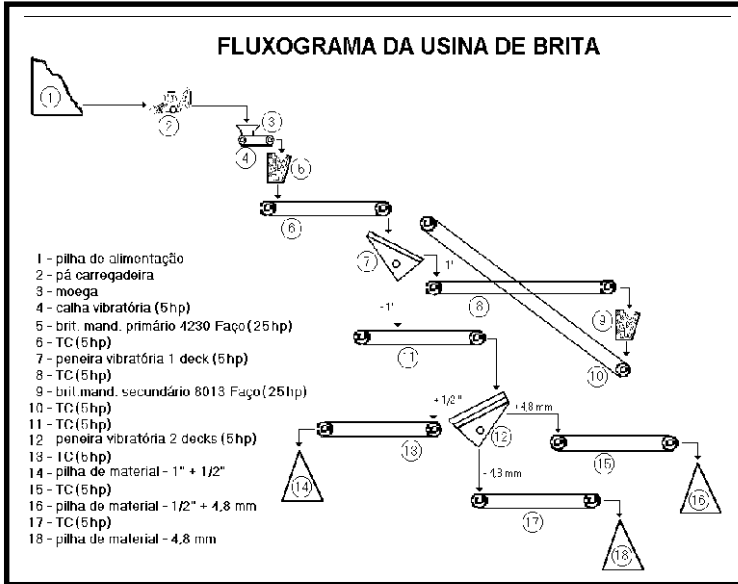 FLUXOGRAMA DA USINA DE BRITA
1
2
3
4
5
6
7
1"
8
9
10
-1"
11
+ 1/2"
12
+4,8 mm
13
14
15
16
- 4,8 mm
17
18
1 - pilha de alimentação
2 - pá carregadeira
3 - moega
4 - calha vibratória (5hp)
5 - brit. mand. primário 4230 Faço (25hp)
6 - TC (5hp)
7 - peneira vibratória 1 deck (5hp)
8 - TC (5hp)
9 - brit.mand. secundário 8013 Faço (25hp)
10 - TC (5hp)
11 - TC (5hp)
12 peneira vibratória 2 decks (5hp)
13 - TC (5hp)
14 - pilha de material - 1" + 1/2"
15 - TC (5hp)
16 - pilha de material - 1/2" + 4,8 mm
17 - TC (5hp)
18 - pilha de material - 4,8 mm